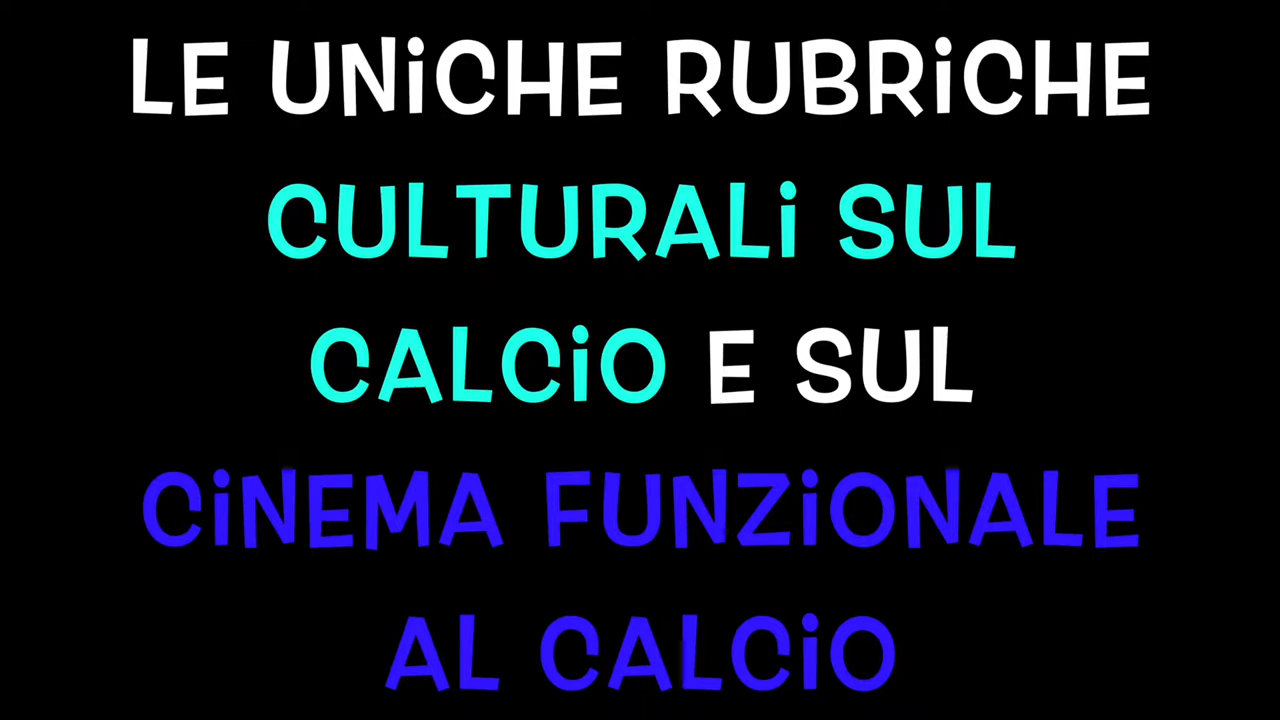 LE UNiCHE RUBRiCHE
CULTURALi SUL
CALCiO E SUL
CiNEMA FUNZiONALE
AL CALCiO